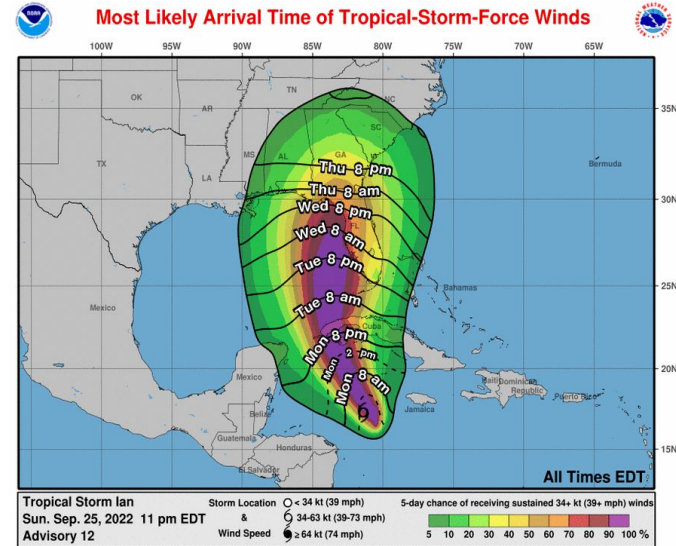 NOAA
Most Likely Arrival Time of Tropical-Storm-Force Winds
100W 95W 90W 85W 80W 75W 70W 65W
TN
NC
OK
AR
35N
SC
MS
AL
GA
TX
LA
Thu 8 pm
Bermuda
Thu 8 am
30N
Wed 8 pm
FL
Wed 8 am
Tue 8 pm
25N
Bahamas
Tue 8 am
Mexico
Cuba
Mon 8 pm
Mon 2 pm
20N
Mexico
Mon 8 am
Haiti
Dominican
Republic
Puerto Rico
Jamaica
Belize
Guatemala
Honduras
15N
El Salvador
All Times EDT
Tropical Storm Ian
Sun. Sep. 25, 2022 11 pm EDT
Advisory 12
Storm Location
&
Wind Speed
< 34 kt (39 mph)
34-63 kt (39-73 mph)
≥ 64 kt (74 mph)
5-day chance of receiving sustained 34+ kt (39+ mph) winds
5 10 20 30 40 50 60 70 80 90 100 %